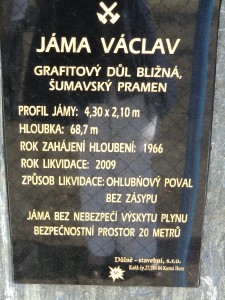 JÁMA VÁCLAV
GRAFITOVÝ DŮL BLIŽNÁ,
ŠUMAVSKÝ PRAMEN
PROFIL JÁMY: 4,30 x 2,10 m
HLOUBKA: 68,7 m
ROK ZAHÁJENÍ HLOUBENÍ: 1966
ROK LIKVIDACE: 2009
ZPŮSOB LIKVIDACE: OHLUBŇOVÝ POVAL
BEZ ZÁSYPU
JÁMA BEZ NEBEZPEČÍ VÝSKYTU PLYNU
BEZPEČNOSTNÍ PROSTOR 20 METRŮ
Důlně - stavební, s.r.o.
Kutná Hora